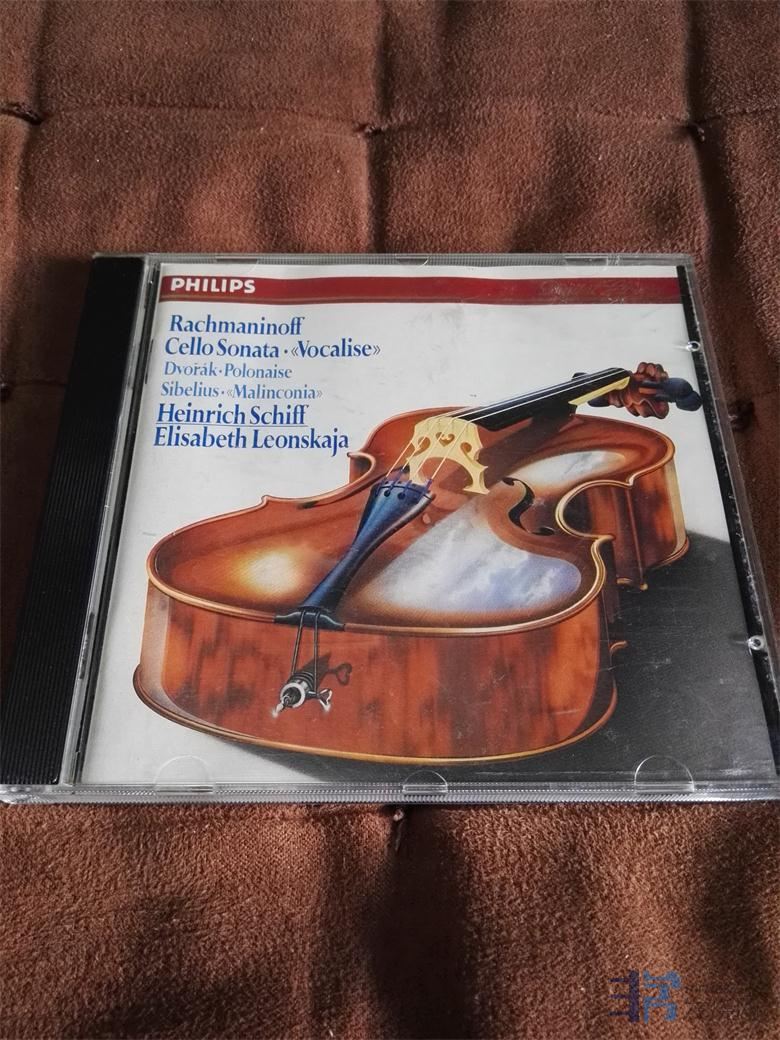 PHILIPS
Rachmaninoff
Cello Sonata · «Vocalise»
Dvořák · Polonaise
Sibelius · «Malinconia»
Heinrich Schiff
Elisabeth Leonskaja